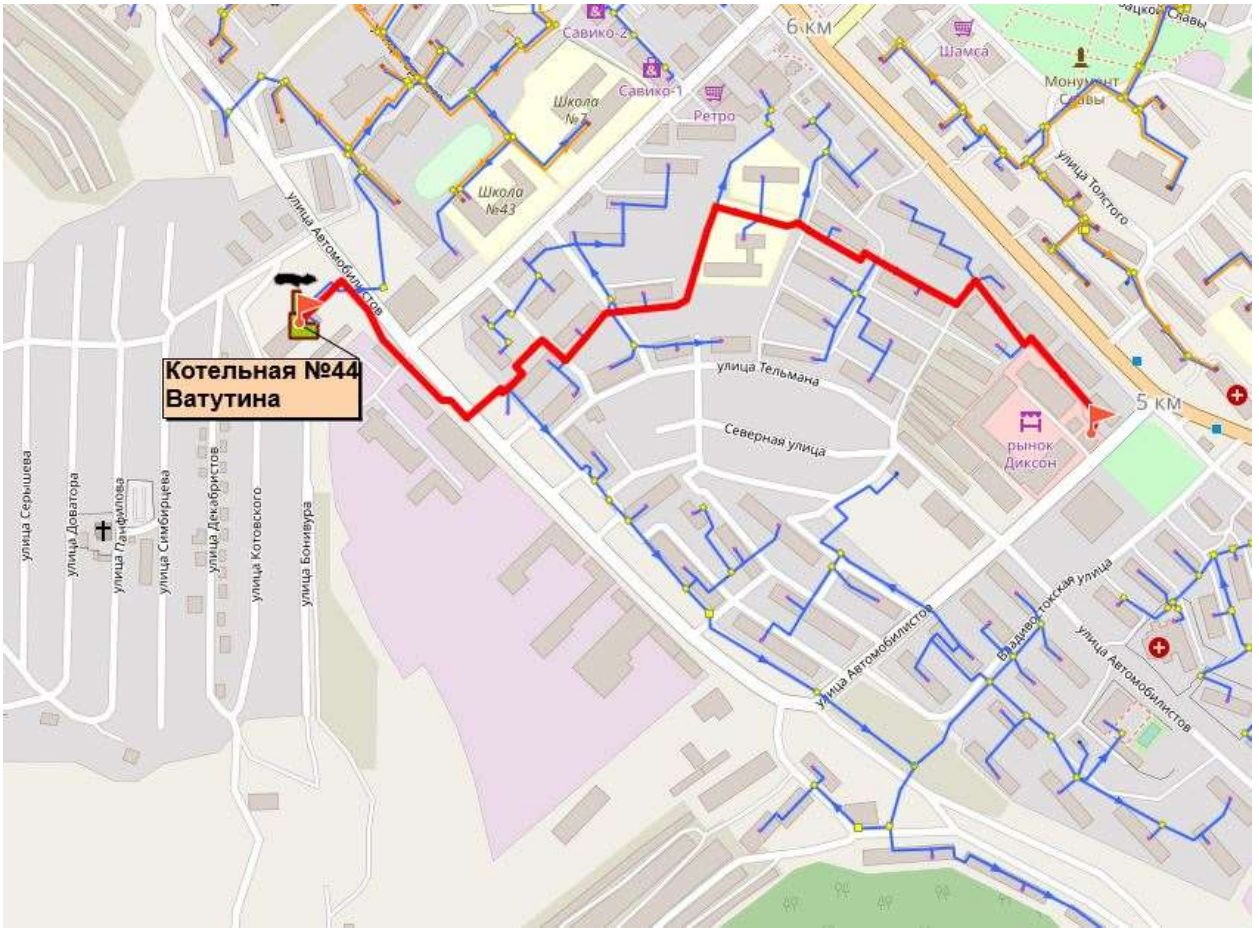 6 км
Савико-2
Шамса
Савико-1
Ретро
Монумент
Славы
Школа
№7
Школа
№43
улица Толстого
улица Автомобилистов
Котельная №44
Ватутина
улица Тельмана
5 км
Северная улица
рынок
Диксон
улица Серышева
улица Доватора
улица Панфилова
улица Симбирцева
улица Декабристов
улица Котовского
улица Бонивура
Владивостокская улица
улица Автомобилистов
улица Автомобилистов